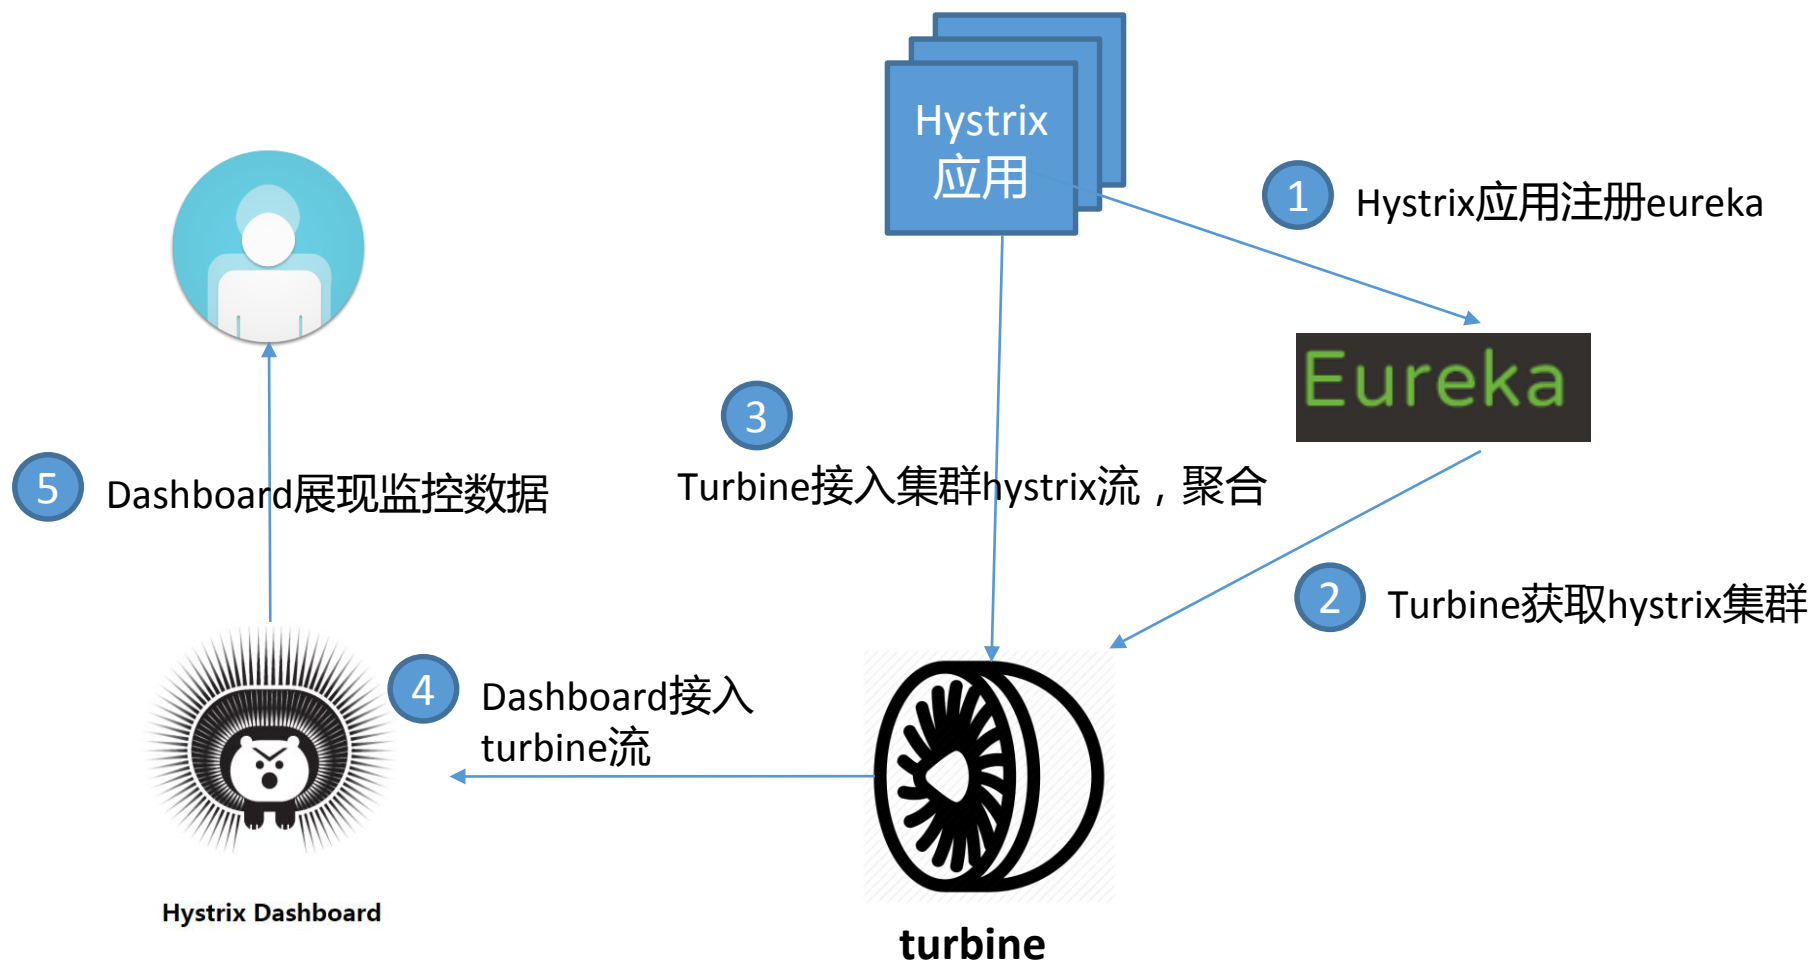 Hystrix
应用
1
Hystrix应用注册eureka
Eureka
3
Turbine接入集群hystrix流，聚合
5
Dashboard展现监控数据
2
Turbine获取hystrix集群
4
Dashboard接入
turbine流
Hystrix Dashboard
turbine